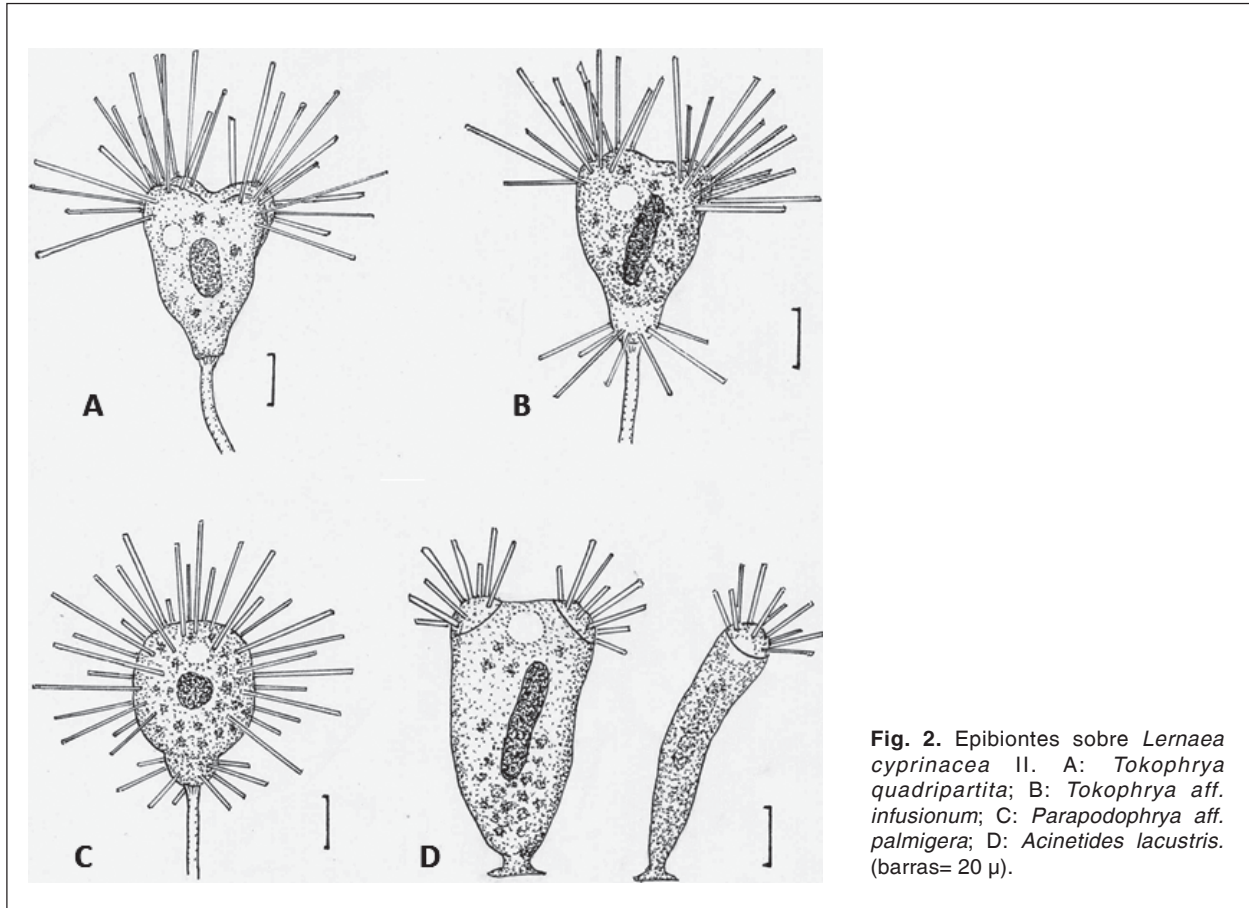 A
B
C
D
Fig. 2. Epibiontes sobre Lernaea
cyprinacea II. A: Tokophrya
quadripartita; B: Tokophrya aff.
infusionum; C: Parapodophrya aff.
palmigera; D: Acinetides lacustris.
(barras= 20 µ).